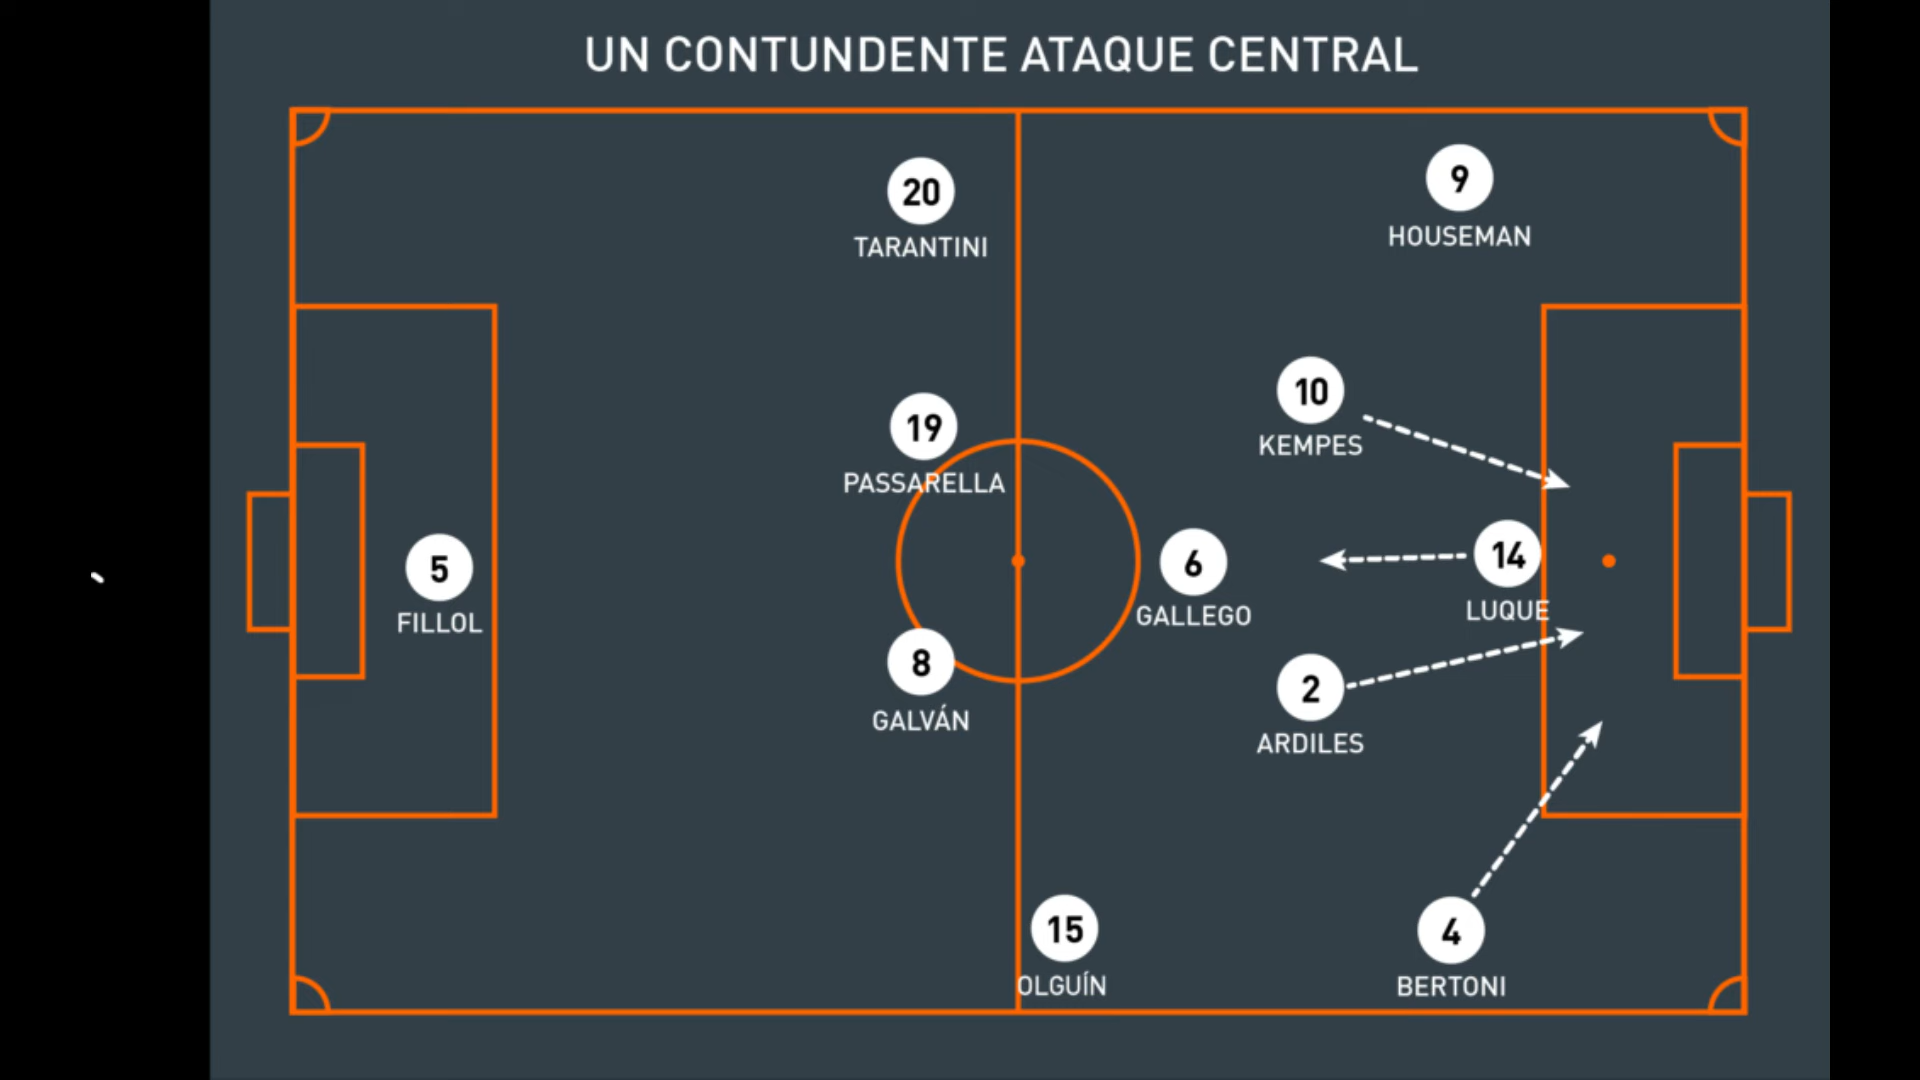 UN CONTUNDENTE ATAQUE CENTRAL
9
HOUSEMAN
20
TARANTINI
10
KEMPES
19
PASSARELLA
14
LUQUE
6
GALLEGO
5
FILLOL
8
GALVÁN
2
ARDILES
15
OLGUÍN
4
BERTONI